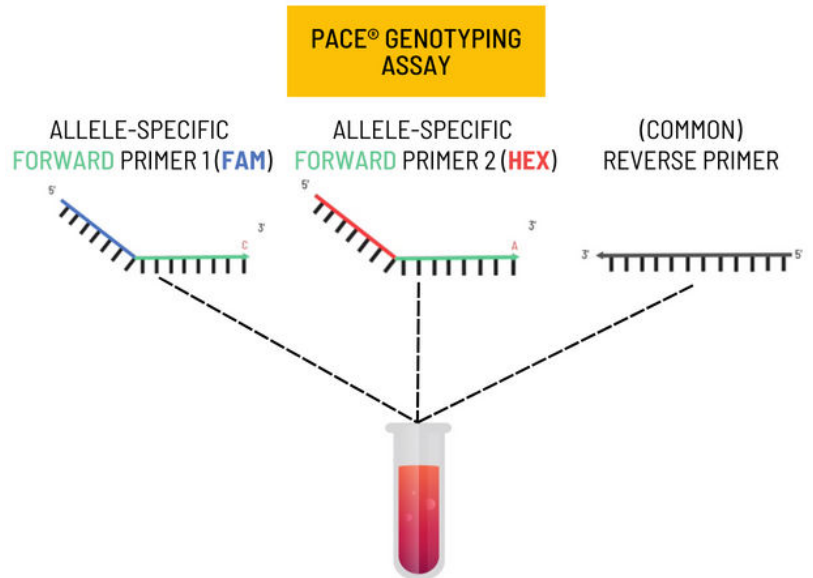 PACE® GENOTYPING
ASSAY
ALLELE-SPECIFIC
FORWARD PRIMER 1 (FAM)
ALLELE-SPECIFIC
FORWARD PRIMER 2 (HEX)
(COMMON)
REVERSE PRIMER
5'
C
3'
5'
A
3'
3'
5'